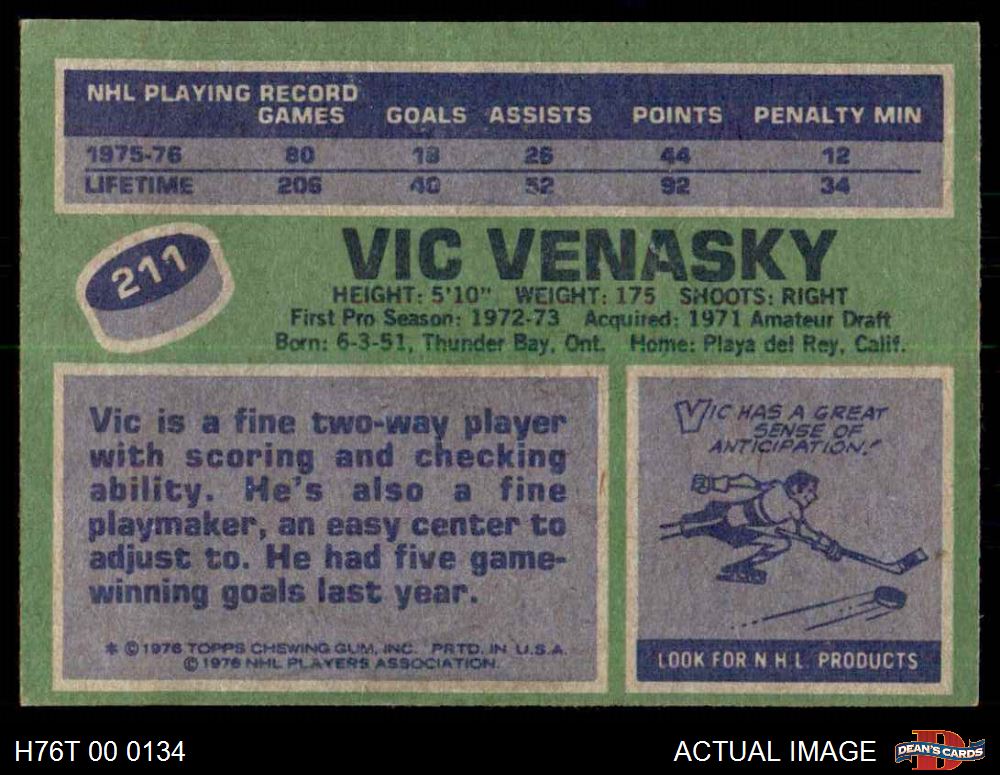 NHL PLAYING RECORD
GAMES GOALS ASSISTS POINTS PENALTY MIN
1975-76 80 18 26 44 12
LIFETIME 206 40 52 92 34
211
VIC VENASKY
HEIGHT: 5'10" WEIGHT: 175 SHOOTS: RIGHT
First Pro Season: 1972-73 Acquired: 1971 Amateur Draft
Born: 6-3-51, Thunder Bay, Ont. Home: Playa del Rey, Calif.
Vic is a fine two-way player
with scoring and checking
ability. He's also a fine
playmaker, an easy center to
adjust to. He had five game-
winning goals last year.
* © 1976 TOPPS CHEWING GUM, INC. PRTD. IN U.S.A.
© 1976 NHL PLAYERS ASSOCIATION.
VIC HAS A GREAT
SENSE OF
ANTICIPATION!
LOOK FOR N H L PRODUCTS
H76T 00 0134
ACTUAL IMAGE
D
DEAN'S CARDS